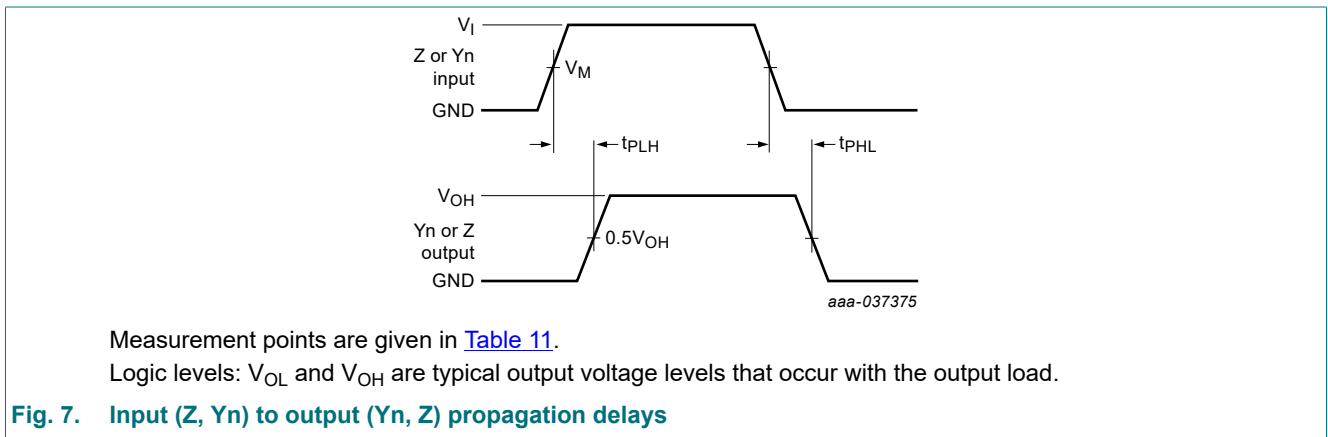 V_I
Z or Yn
input
V_M
GND
t_PLH
t_PHL
V_OH
Yn or Z
output
0.5V_OH
GND
aaa-037375
Measurement points are given in Table 11.
Logic levels: V_OL and V_OH are typical output voltage levels that occur with the output load.
Fig. 7. Input (Z, Yn) to output (Yn, Z) propagation delays